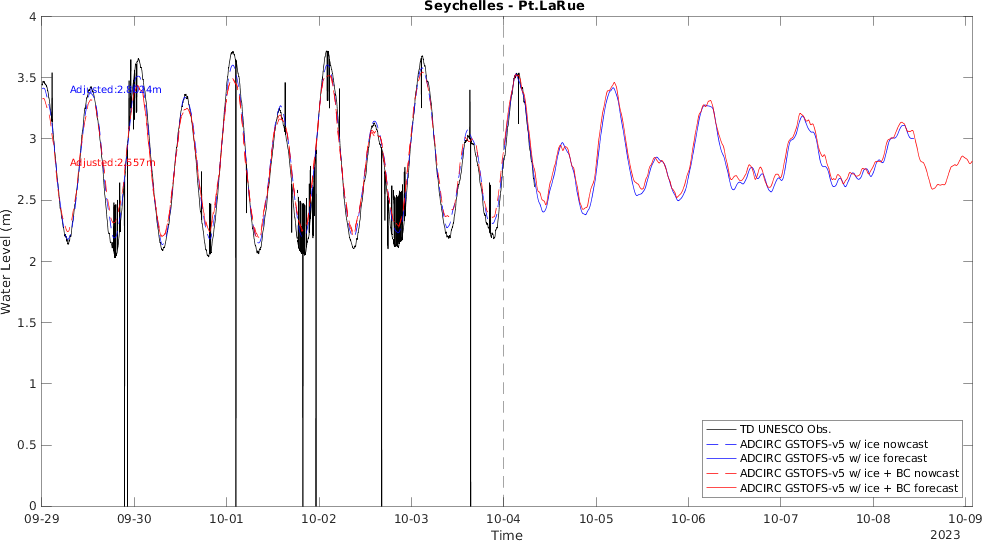 Seychelles - Pt.LaRue
4
3.5
3
2.5
2
1.5
1
0.5
0
Water Level (m)
Adjusted:2.557m
09-29
09-30
10-01
10-02
10-03
10-04
10-05
10-06
10-07
10-08
10-09
Time
2023
TD UNESCO Obs.
ADCIRC GSTOFS-v5 w/ ice nowcast
ADCIRC GSTOFS-v5 w/ ice forecast
ADCIRC GSTOFS-v5 w/ ice + BC nowcast
ADCIRC GSTOFS-v5 w/ ice + BC forecast